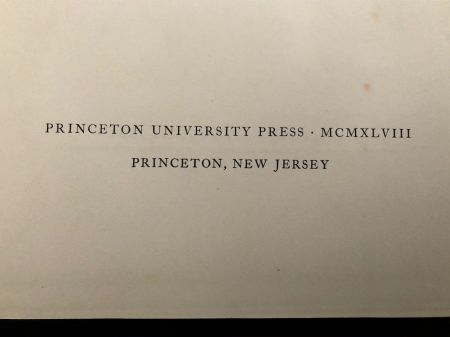 PRINCETON UNIVERSITY PRESS · MCMXLVIII
PRINCETON, NEW JERSEY